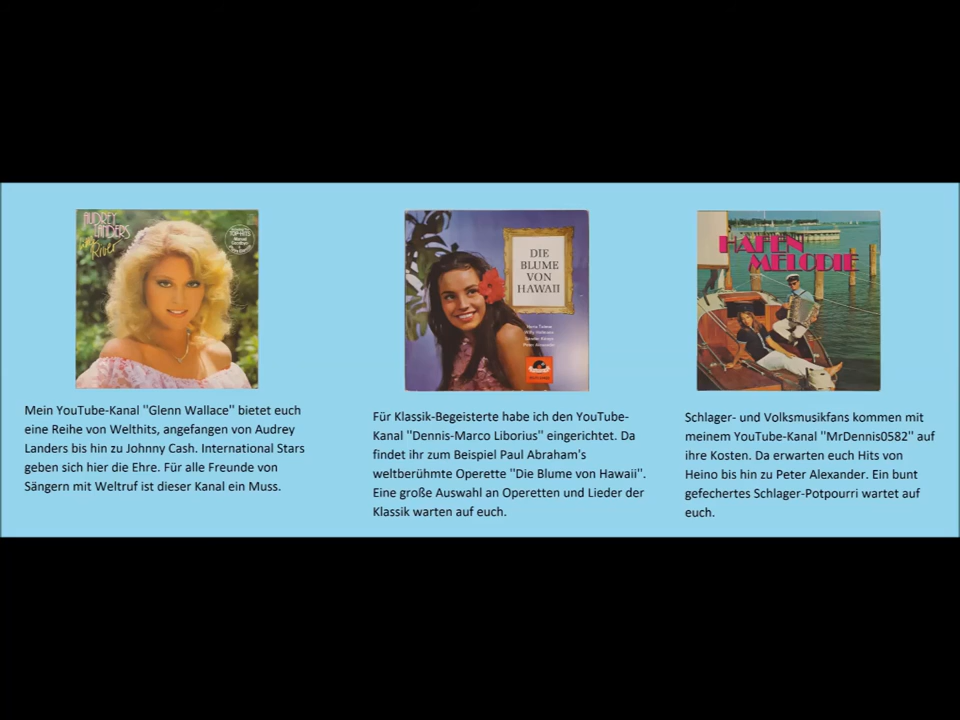 AUDREY
LANDERS
River
TOP-HITS
DIE
BLUME
VON
HAWAII
HAFEN
MELODIE
Mein YouTube-Kanal "Glenn Wallace" bietet euch
eine Reihe von Welthits, angefangen von Audrey
Landers bis hin zu Johnny Cash. International Stars
geben sich hier die Ehre. Für alle Freunde von
Sängern mit Weltruf ist dieser Kanal ein Muss.
Für Klassik-Begeisterte habe ich den YouTube-
Kanal "Dennis-Marco Liborius" eingerichtet. Da
findet ihr zum Beispiel Paul Abraham's
weltberühmte Operette "Die Blume von Hawaii".
Eine große Auswahl an Operetten und Lieder der
Klassik warten auf euch.
Schlager- und Volksmusikfans kommen mit
meinem YouTube-Kanal "MrDennis0582" auf
ihre Kosten. Da erwarten euch Hits von
Heino bis hin zu Peter Alexander. Ein bunt
gefechertes Schlager-Potpourri wartet auf
euch.